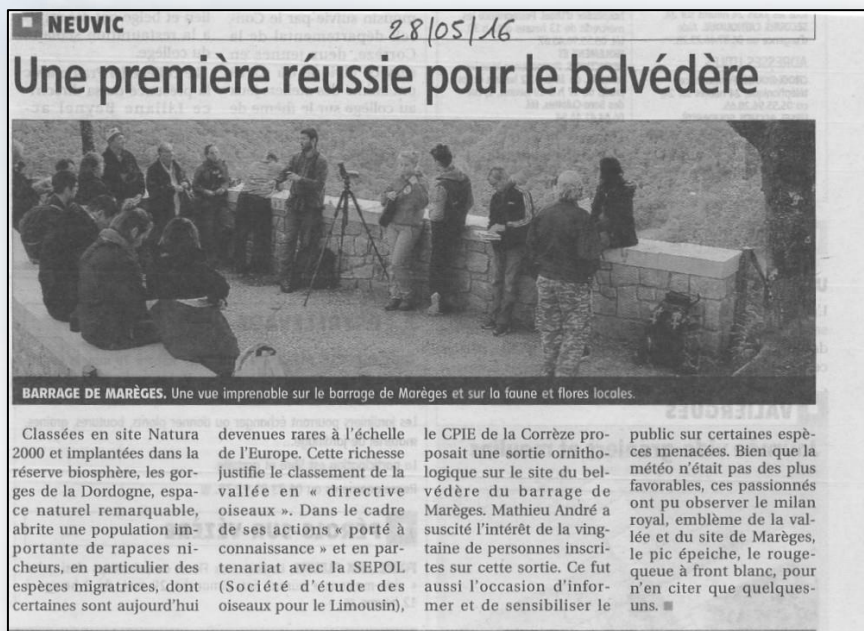 NEUVIC
28/05/16
Une première réussie pour le belvédère
BARRAGE DE MARÈGES. Une vue imprenable sur le barrage de Marèges et sur la faune et flores locales.
Classées en site Natura
2000 et implantées dans la
réserve biosphère, les gor-
ges de la Dordogne, espa-
ce naturel remarquable,
abrite une population im-
portante de rapaces ni-
cheurs, en particulier des
espèces migratrices, dont
certaines sont aujourd'hui
devenues rares à l'échelle
de l'Europe. Cette richesse
justifie le classement de la
vallée en « directive
oiseaux ». Dans le cadre
de ses actions « porté à
connaissance » et en par-
tenariat avec la SEPOL
(Société d'étude des
oiseaux pour le Limousin),
le CPIE de la Corrèze pro-
posait une sortie ornitho-
logique sur le site du bel-
védère du barrage de
Marèges. Mathieu André a
suscité l'intérêt de la ving-
taine de personnes inscri-
tes sur cette sortie. Ce fut
aussi l'occasion d'infor-
mer et de sensibiliser le
public sur certaines espè-
ces menacées. Bien que la
météo n'était pas des plus
favorables, ces passionnés
ont pu observer le milan
royal, emblème de la val-
lée et du site de Marèges,
le pic épeiche, le rouge-
queue à front blanc, pour
n'en citer que quelques-
uns.